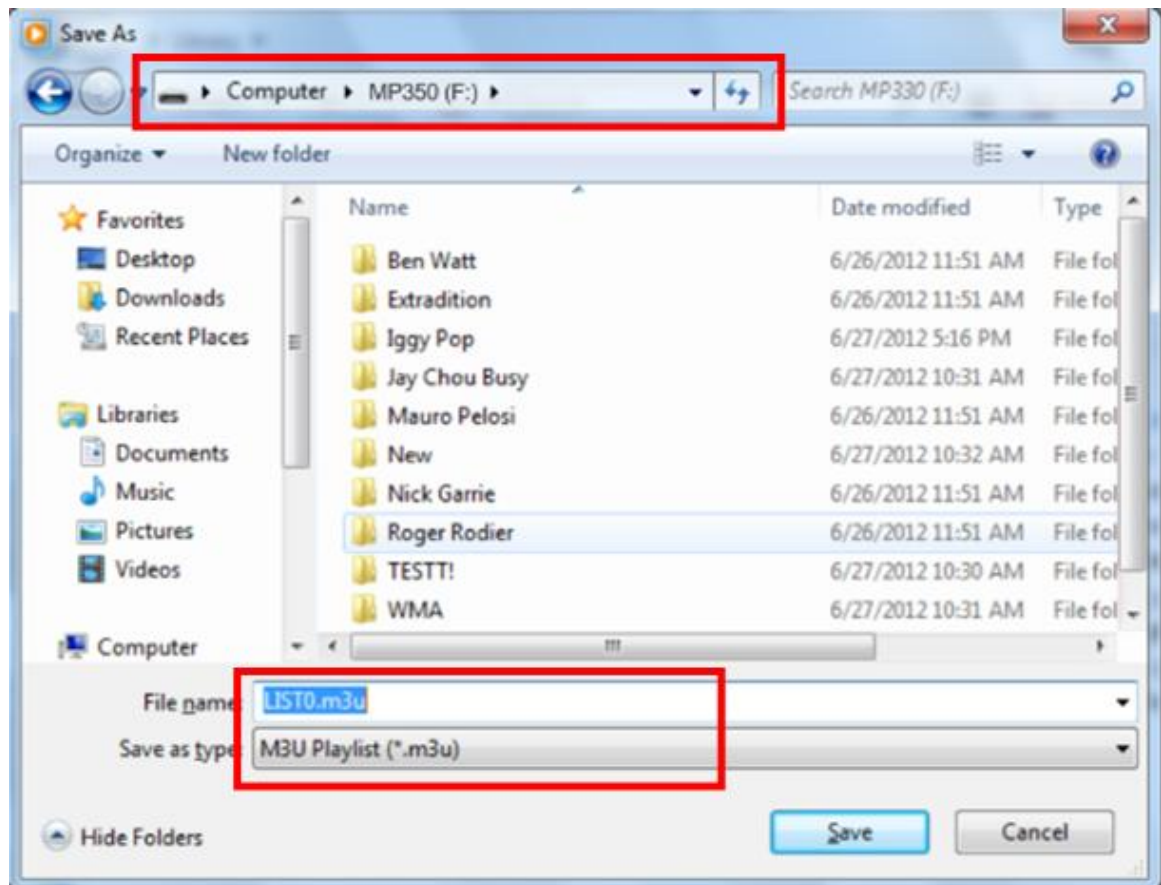 Save As
Computer MP350 (F:)
Search MP330 (F:)
Organize New folder
Name Date modified Type
Favorites
Desktop
Downloads
Recent Places
Libraries
Documents
Music
Pictures
Videos
Computer
Ben Watt 6/26/2012 11:51 AM File fol
Extradition 6/26/2012 11:51 AM File fol
Iggy Pop 6/27/2012 5:16 PM File fol
Jay Chou Busy 6/27/2012 10:31 AM File fol
Mauro Pelosi 6/26/2012 11:51 AM File fol
New 6/27/2012 10:32 AM File fol
Nick Garrie 6/26/2012 11:51 AM File fol
Roger Rodier 6/26/2012 11:51 AM File fol
TESTT! 6/27/2012 10:30 AM File fol
WMA 6/27/2012 10:31 AM File fol
File name: LIST0.m3u
Save as type: M3U Playlist (*.m3u)
Hide Folders
Save Cancel